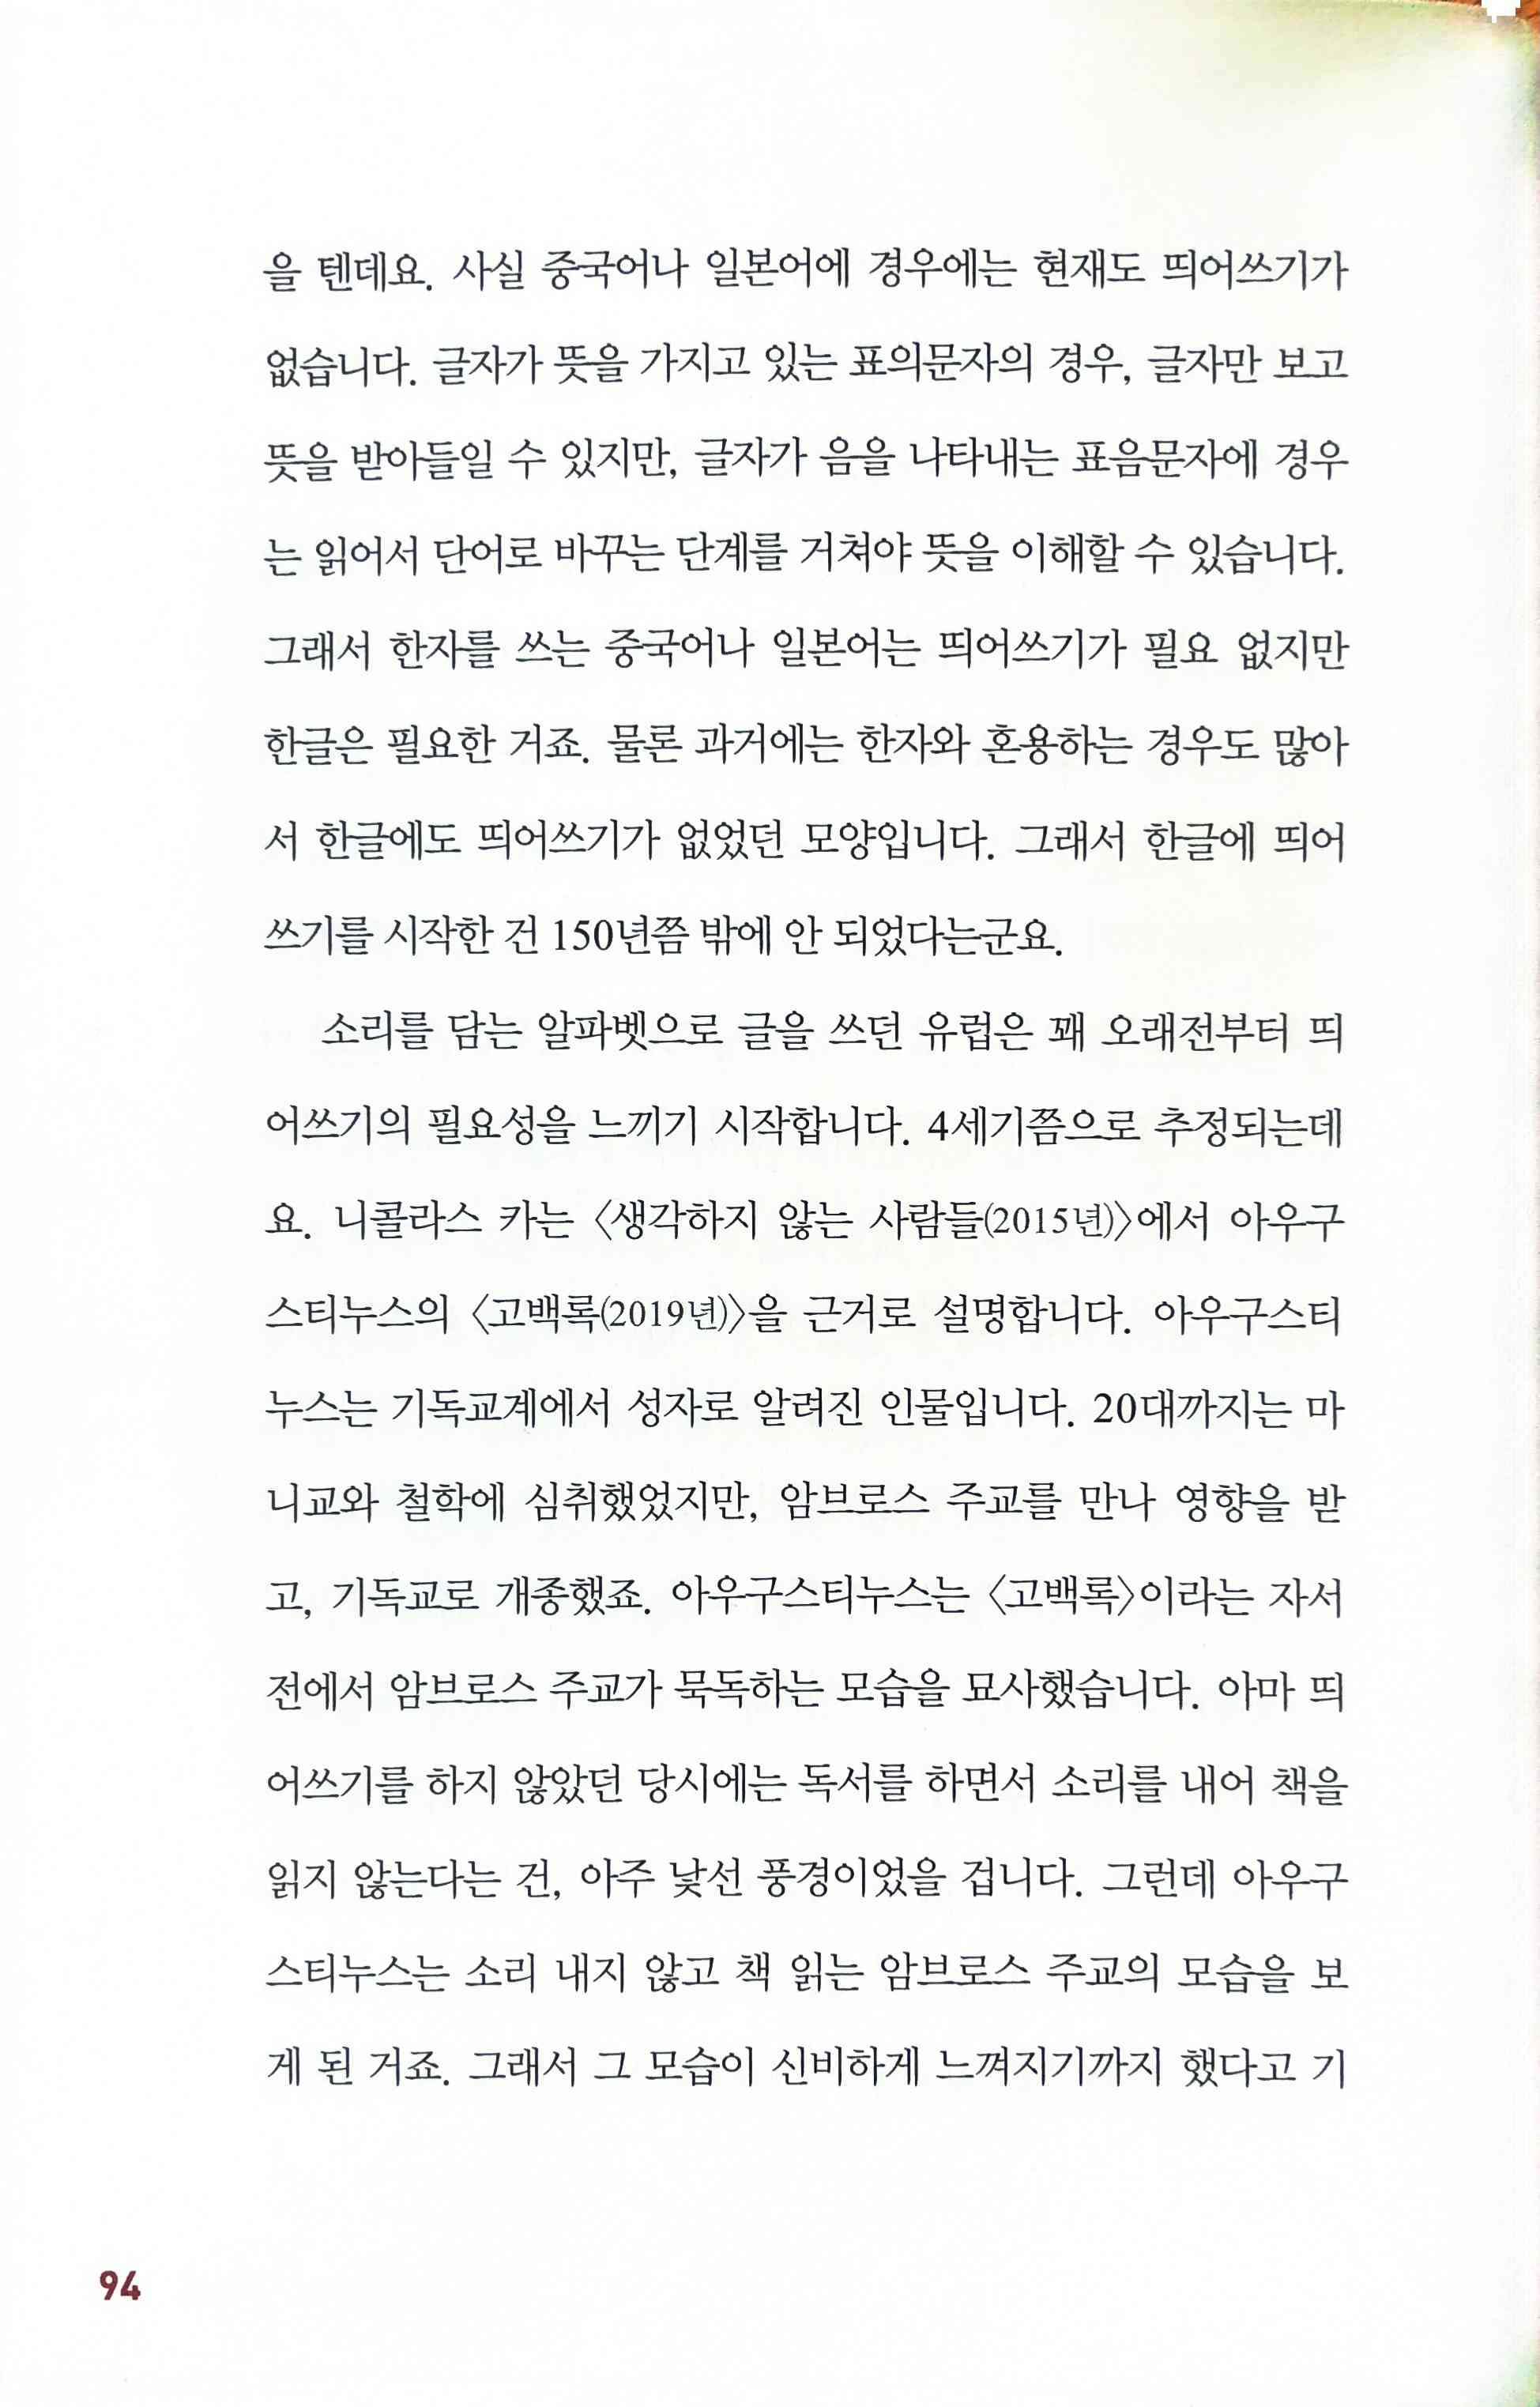 을 텐데요. 사실 중국어나 일본어에 경우에는 현재도 띄어쓰기가
없습니다. 글자가 뜻을 가지고 있는 표의문자의 경우, 글자만 보고
뜻을 받아들일 수 있지만, 글자가 음을 나타내는 표음문자에 경우
는 읽어서 단어로 바꾸는 단계를 거쳐야 뜻을 이해할 수 있습니다.
그래서 한자를 쓰는 중국어나 일본어는 띄어쓰기가 필요 없지만
한글은 필요한 거죠. 물론 과거에는 한자와 혼용하는 경우도 많아
서 한글에도 띄어쓰기가 없었던 모양입니다. 그래서 한글에 띄어
쓰기를 시작한 건 150년쯤 밖에 안 되었다는군요.
소리를 담는 알파벳으로 글을 쓰던 유럽은 꽤 오래전부터 띄
어쓰기의 필요성을 느끼기 시작합니다. 4세기쯤으로 추정되는데
요. 니콜라스 카는 〈생각하지 않는 사람들(2015년)〉에서 아우구
스티누스의 〈고백록(2019년)〉을 근거로 설명합니다. 아우구스티
누스는 기독교계에서 성자로 알려진 인물입니다. 20대까지는 마
니교와 철학에 심취했었지만, 암브로스 주교를 만나 영향을 받
고, 기독교로 개종했죠. 아우구스티누스는 〈고백록〉이라는 자서
전에서 암브로스 주교가 묵독하는 모습을 묘사했습니다. 아마 띄
어쓰기를 하지 않았던 당시에는 독서를 하면서 소리를 내어 책을
읽지 않는다는 건, 아주 낯선 풍경이었을 겁니다. 그런데 아우구
스티누스는 소리 내지 않고 책 읽는 암브로스 주교의 모습을 보
게 된 거죠. 그래서 그 모습이 신비하게 느껴지기까지 했다고 기
94